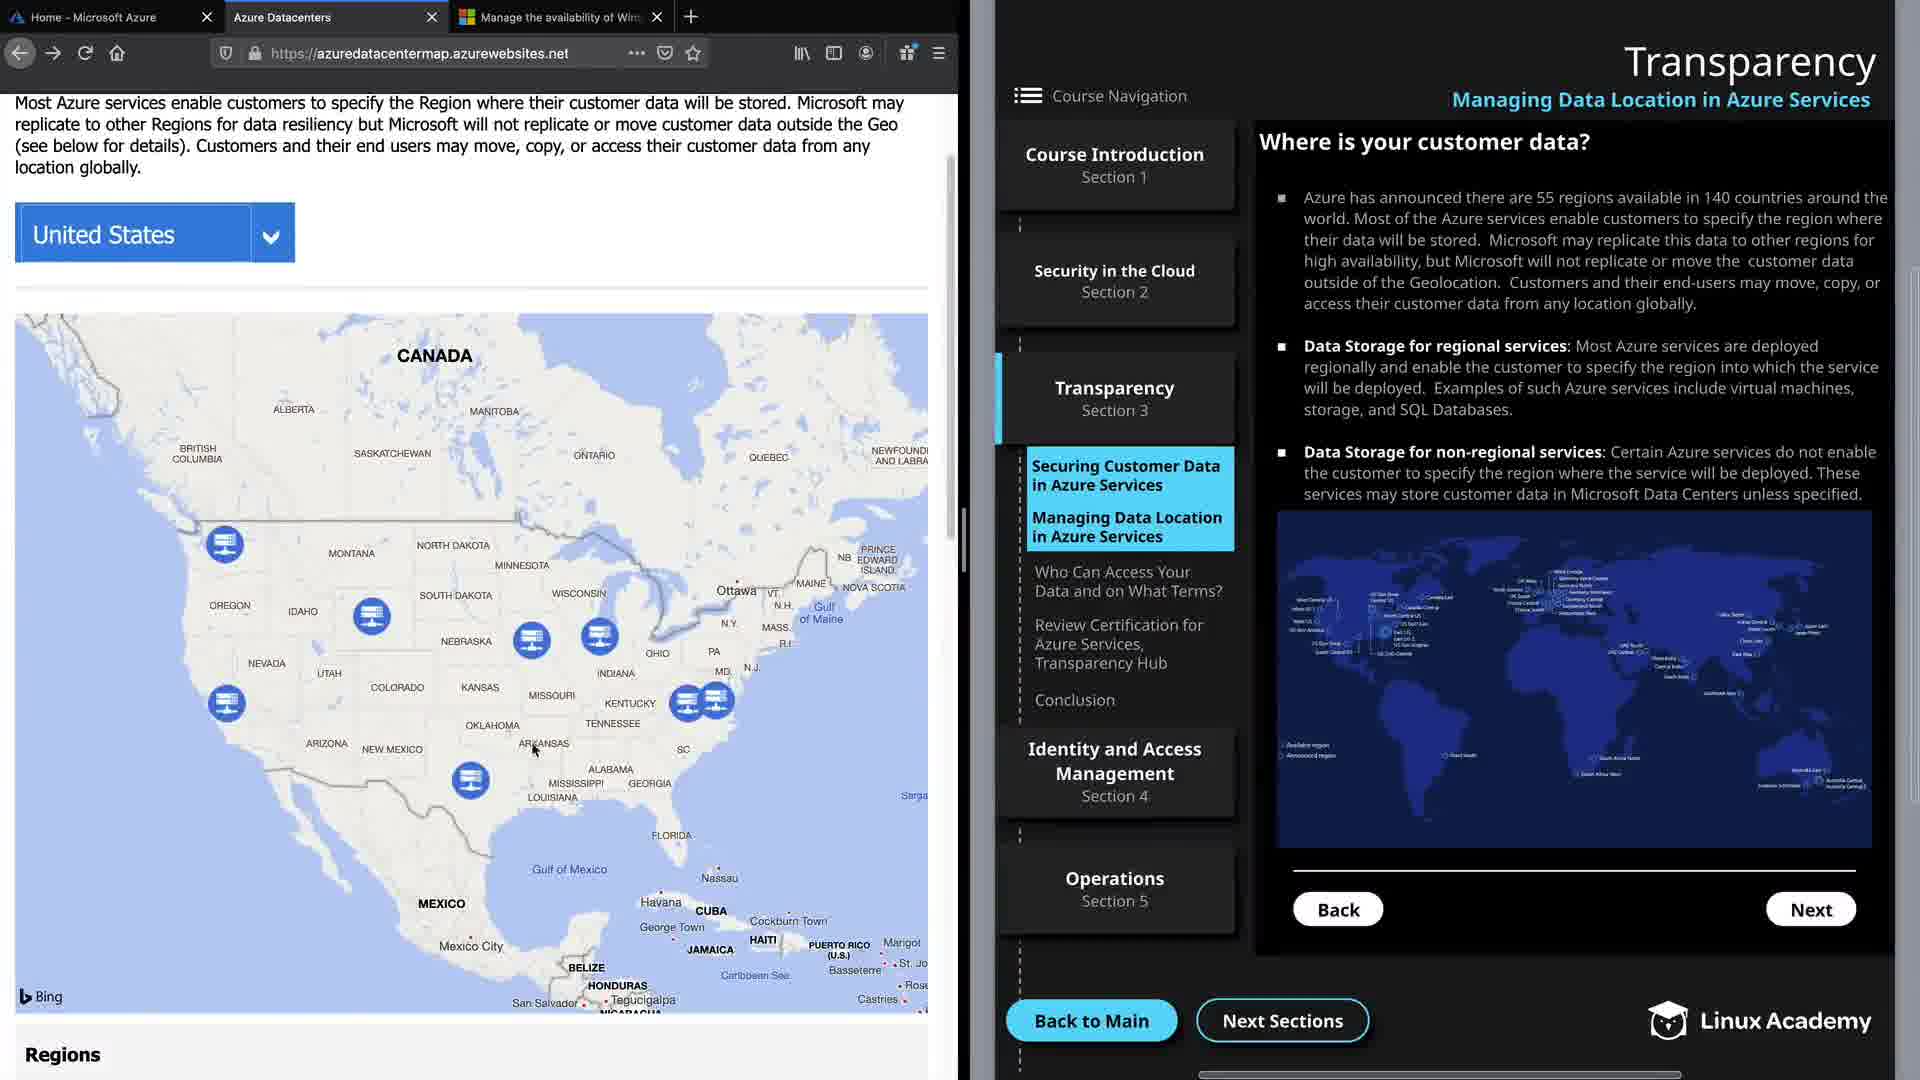 Home - Microsoft Azure
Azure Datacenters
Manage the availability of Win
https://azuredatacentermap.azurewebsites.net
Most Azure services enable customers to specify the Region where their customer data will be stored. Microsoft may
replicate to other Regions for data resiliency but Microsoft will not replicate or move customer data outside the Geo
(see below for details). Customers and their end users may move, copy, or access their customer data from any
location globally.
United States
CANADA
ALBERTA
MANITOBA
BRITISH
COLUMBIA
SASKATCHEWAN
ONTARIO
QUEBEC
NEWFOUND
AND LABRA
NORTH DAKOTA
MONTANA
MINNESOTA
NB
PRINCE
EDWARD
ISLAND
NOVA SCOTIA
MAINE
Ottawa
VT.
N.H.
Gulf
of Maine
OREGON
IDAHO
SOUTH DAKOTA
WISCONSIN
N.Y.
MASS.
R.I.
NEBRASKA
OHIO
PA
N.J.
NEVADA
UTAH
INDIANA
MD.
COLORADO
KANSAS
MISSOURI
KENTUCKY
OKLAHOMA
TENNESSEE
ARIZONA
NEW MEXICO
ARKANSAS
SC
ALABAMA
MISSISSIPPI
GEORGIA
LOUISIANA
Sarga
FLORIDA
Gulf of Mexico
Nassau
MEXICO
Havana
CUBA
Cockburn Town
George Town
HAITI
JAMAICA
PUERTO RICO
(U.S.)
Marigot
St. Jo
Mexico City
Basseterre
BELIZE
Caribbean Sea
HONDURAS
Rose
San Salvador
Tegucigalpa
Castries
NICARAGUA
Bing
Regions
Transparency
Managing Data Location in Azure Services
Course Navigation
Course Introduction
Section 1
Security in the Cloud
Section 2
Transparency
Section 3
Securing Customer Data
in Azure Services
Managing Data Location
in Azure Services
Who Can Access Your
Data and on What Terms?
Review Certification for
Azure Services,
Transparency Hub
Conclusion
Identity and Access
Management
Section 4
Operations
Section 5
Where is your customer data?
Azure has announced there are 55 regions available in 140 countries around the
world. Most of the Azure services enable customers to specify the region where
their data will be stored. Microsoft may replicate this data to other regions for
high availability, but Microsoft will not replicate or move the customer data
outside of the Geolocation. Customers and their end-users may move, copy, or
access their customer data from any location globally.
Data Storage for regional services: Most Azure services are deployed
regionally and enable the customer to specify the region into which the service
will be deployed. Examples of such Azure services include virtual machines,
storage, and SQL Databases.
Data Storage for non-regional services: Certain Azure services do not enable
the customer to specify the region where the service will be deployed. These
services may store customer data in Microsoft Data Centers unless specified.
Available region
Announced region
Back
Next
Back to Main
Next Sections
Linux Academy